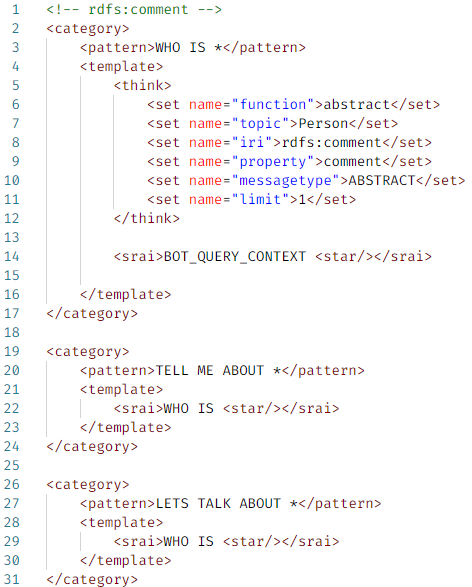 1 <!-- rdfs:comment -->
2 <category>
3     <pattern>WHO IS *</pattern>
4     <template>
5         <think>
6             <set name="function">abstract</set>
7             <set name="topic">Person</set>
8             <set name="iri">rdfs:comment</set>
9             <set name="property">comment</set>
10             <set name="messagetype">ABSTRACT</set>
11             <set name="limit">1</set>
12         </think>
13
14         <srai>BOT_QUERY_CONTEXT <star/></srai>
15
16     </template>
17 </category>
18
19 <category>
20     <pattern>TELL ME ABOUT *</pattern>
21     <template>
22         <srai>WHO IS <star/></srai>
23     </template>
24 </category>
25
26 <category>
27     <pattern>LETS TALK ABOUT *</pattern>
28     <template>
29         <srai>WHO IS <star/></srai>
30     </template>
31 </category>